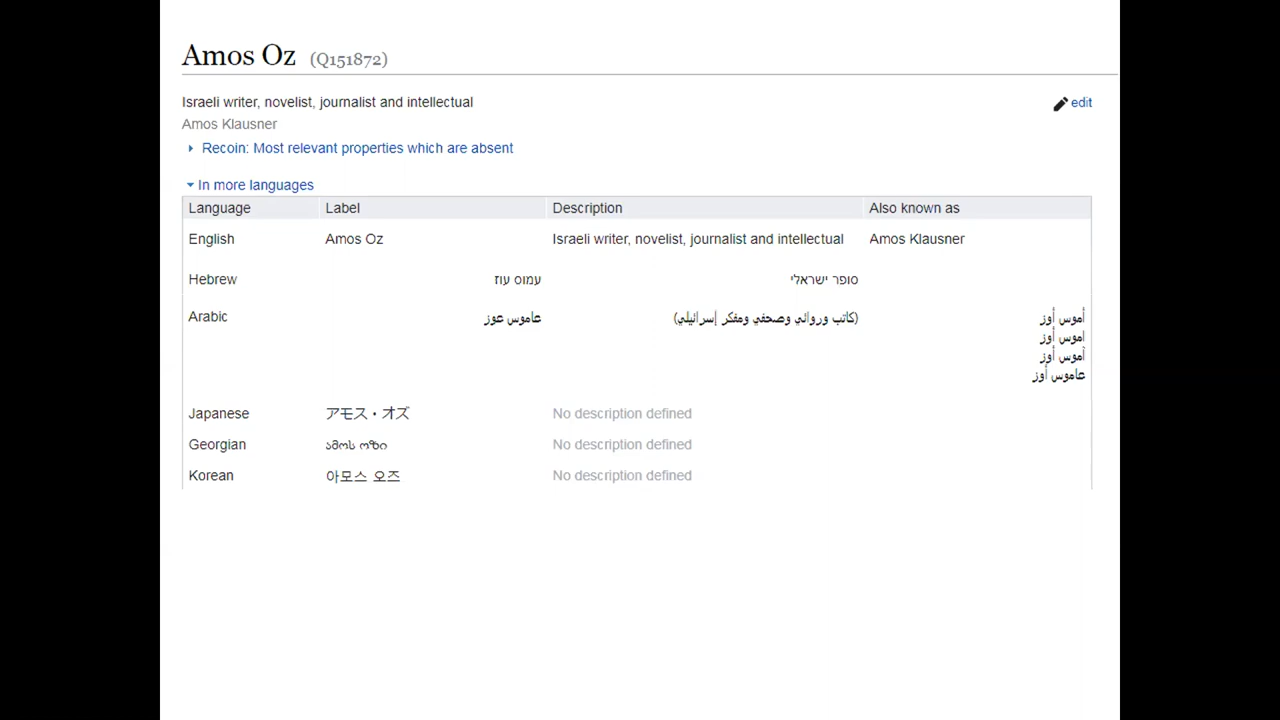 Amos Oz (Q151872)
Israeli writer, novelist, journalist and intellectual
edit
Amos Klausner
Recoin: Most relevant properties which are absent
In more languages
Language Label Description Also known as
English Amos Oz Israeli writer, novelist, journalist and intellectual Amos Klausner
Hebrew עמוס עוז סופר ישראלי
Arabic عاموس عوز (كاتب وروائي وصحفي ومفكر إسرائيلي) أموس أوز
اموس أوز
آموس أوز
عاموس أوز
Japanese アモス・オズ No description defined
Georgian ამოს ოზი No description defined
Korean 아모스 오즈 No description defined